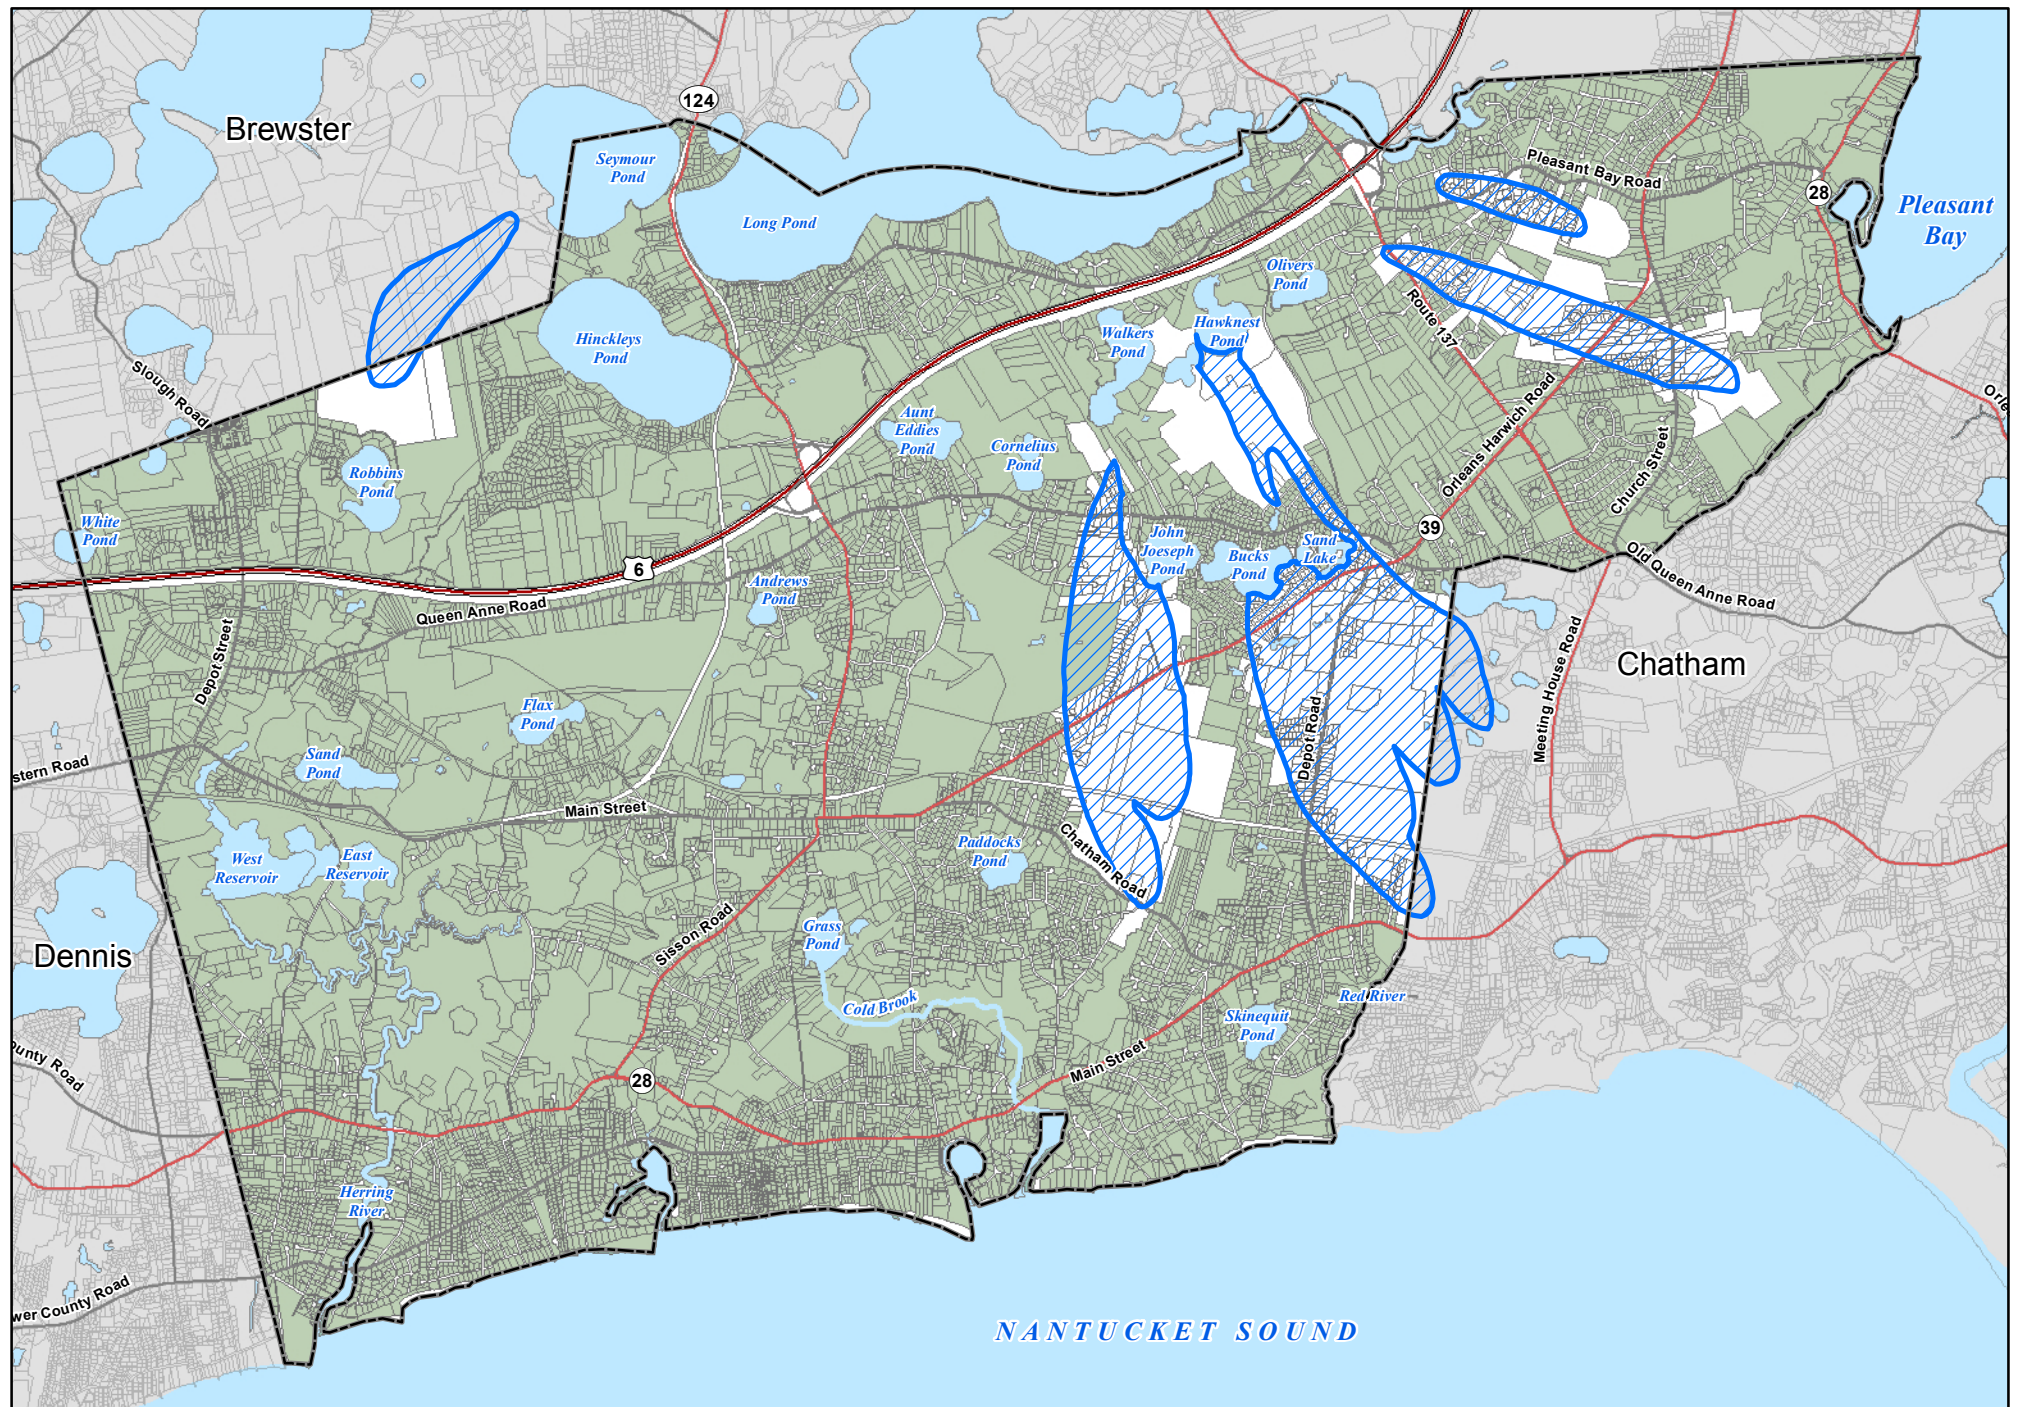 124
Brewster
Seymour
Pond
Pleasant Bay Road
28
Pleasant
Bay
Long Pond
Olivers
Pond
Hinckleys
Pond
Walkers
Pond
Hawknest
Pond
Route 137
Slough Road
Orleans Harwich Road
Church Street
Aunt
Eddies
Pond
Cornelius
Pond
Robbins
Pond
White
Pond
John
Joeseph
Pond
Bucks
Pond
Sand
Lake
39
Old Queen Anne Road
6
Andrews
Pond
Queen Anne Road
Depot Street
Meeting House Road
Chatham
Flax
Pond
Depot Road
Sand
Pond
stern Road
Main Street
Chatham Road
Paddocks
Pond
West
Reservoir
East
Reservoir
Dennis
Sisson Road
Grass
Pond
Cold Brook
Red River
Skinequit
Pond
ounty Road
28
Main Street
Herring
River
wer County Road
NANTUCKET SOUND